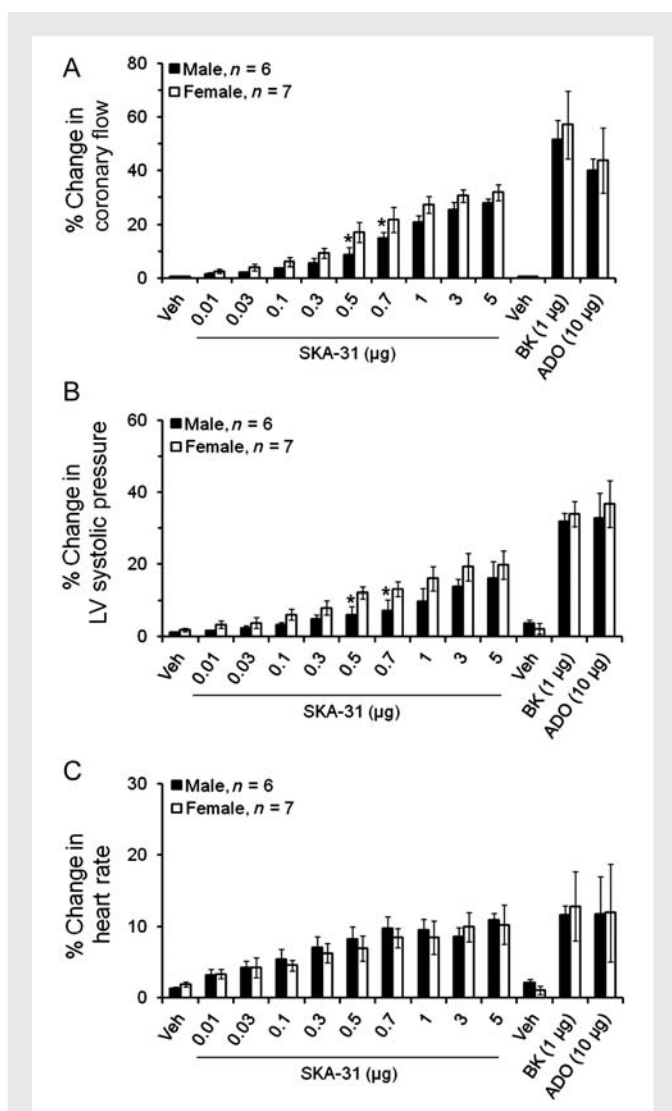 A
Male, n = 6
Female, n = 7
% Change in
coronary flow
80
60
40
20
0
Veh
0.01
0.03
0.1
0.3
0.5
0.7
1
3
5
Veh
BK (1 µg)
ADO (10 µg)
*
*
SKA-31 (µg)
B
Male, n = 6
Female, n = 7
% Change in
LV systolic pressure
60
40
20
0
Veh
0.01
0.03
0.1
0.3
0.5
0.7
1
3
5
Veh
BK (1 µg)
ADO (10 µg)
*
*
SKA-31 (µg)
C
Male, n = 6
Female, n = 7
% Change in
heart rate
30
20
10
0
Veh
0.01
0.03
0.1
0.3
0.5
0.7
1
3
5
Veh
BK (1 µg)
ADO (10 µg)
SKA-31 (µg)